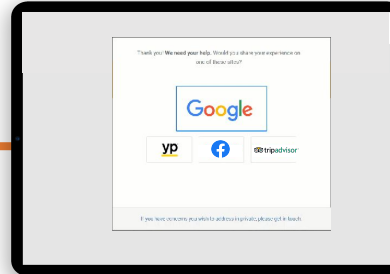 Thank you! We need your help. Would you share your experience on
one of these sites?
Google
yp
tripadvisor
If you have concerns you wish to address in private, please get in touch.